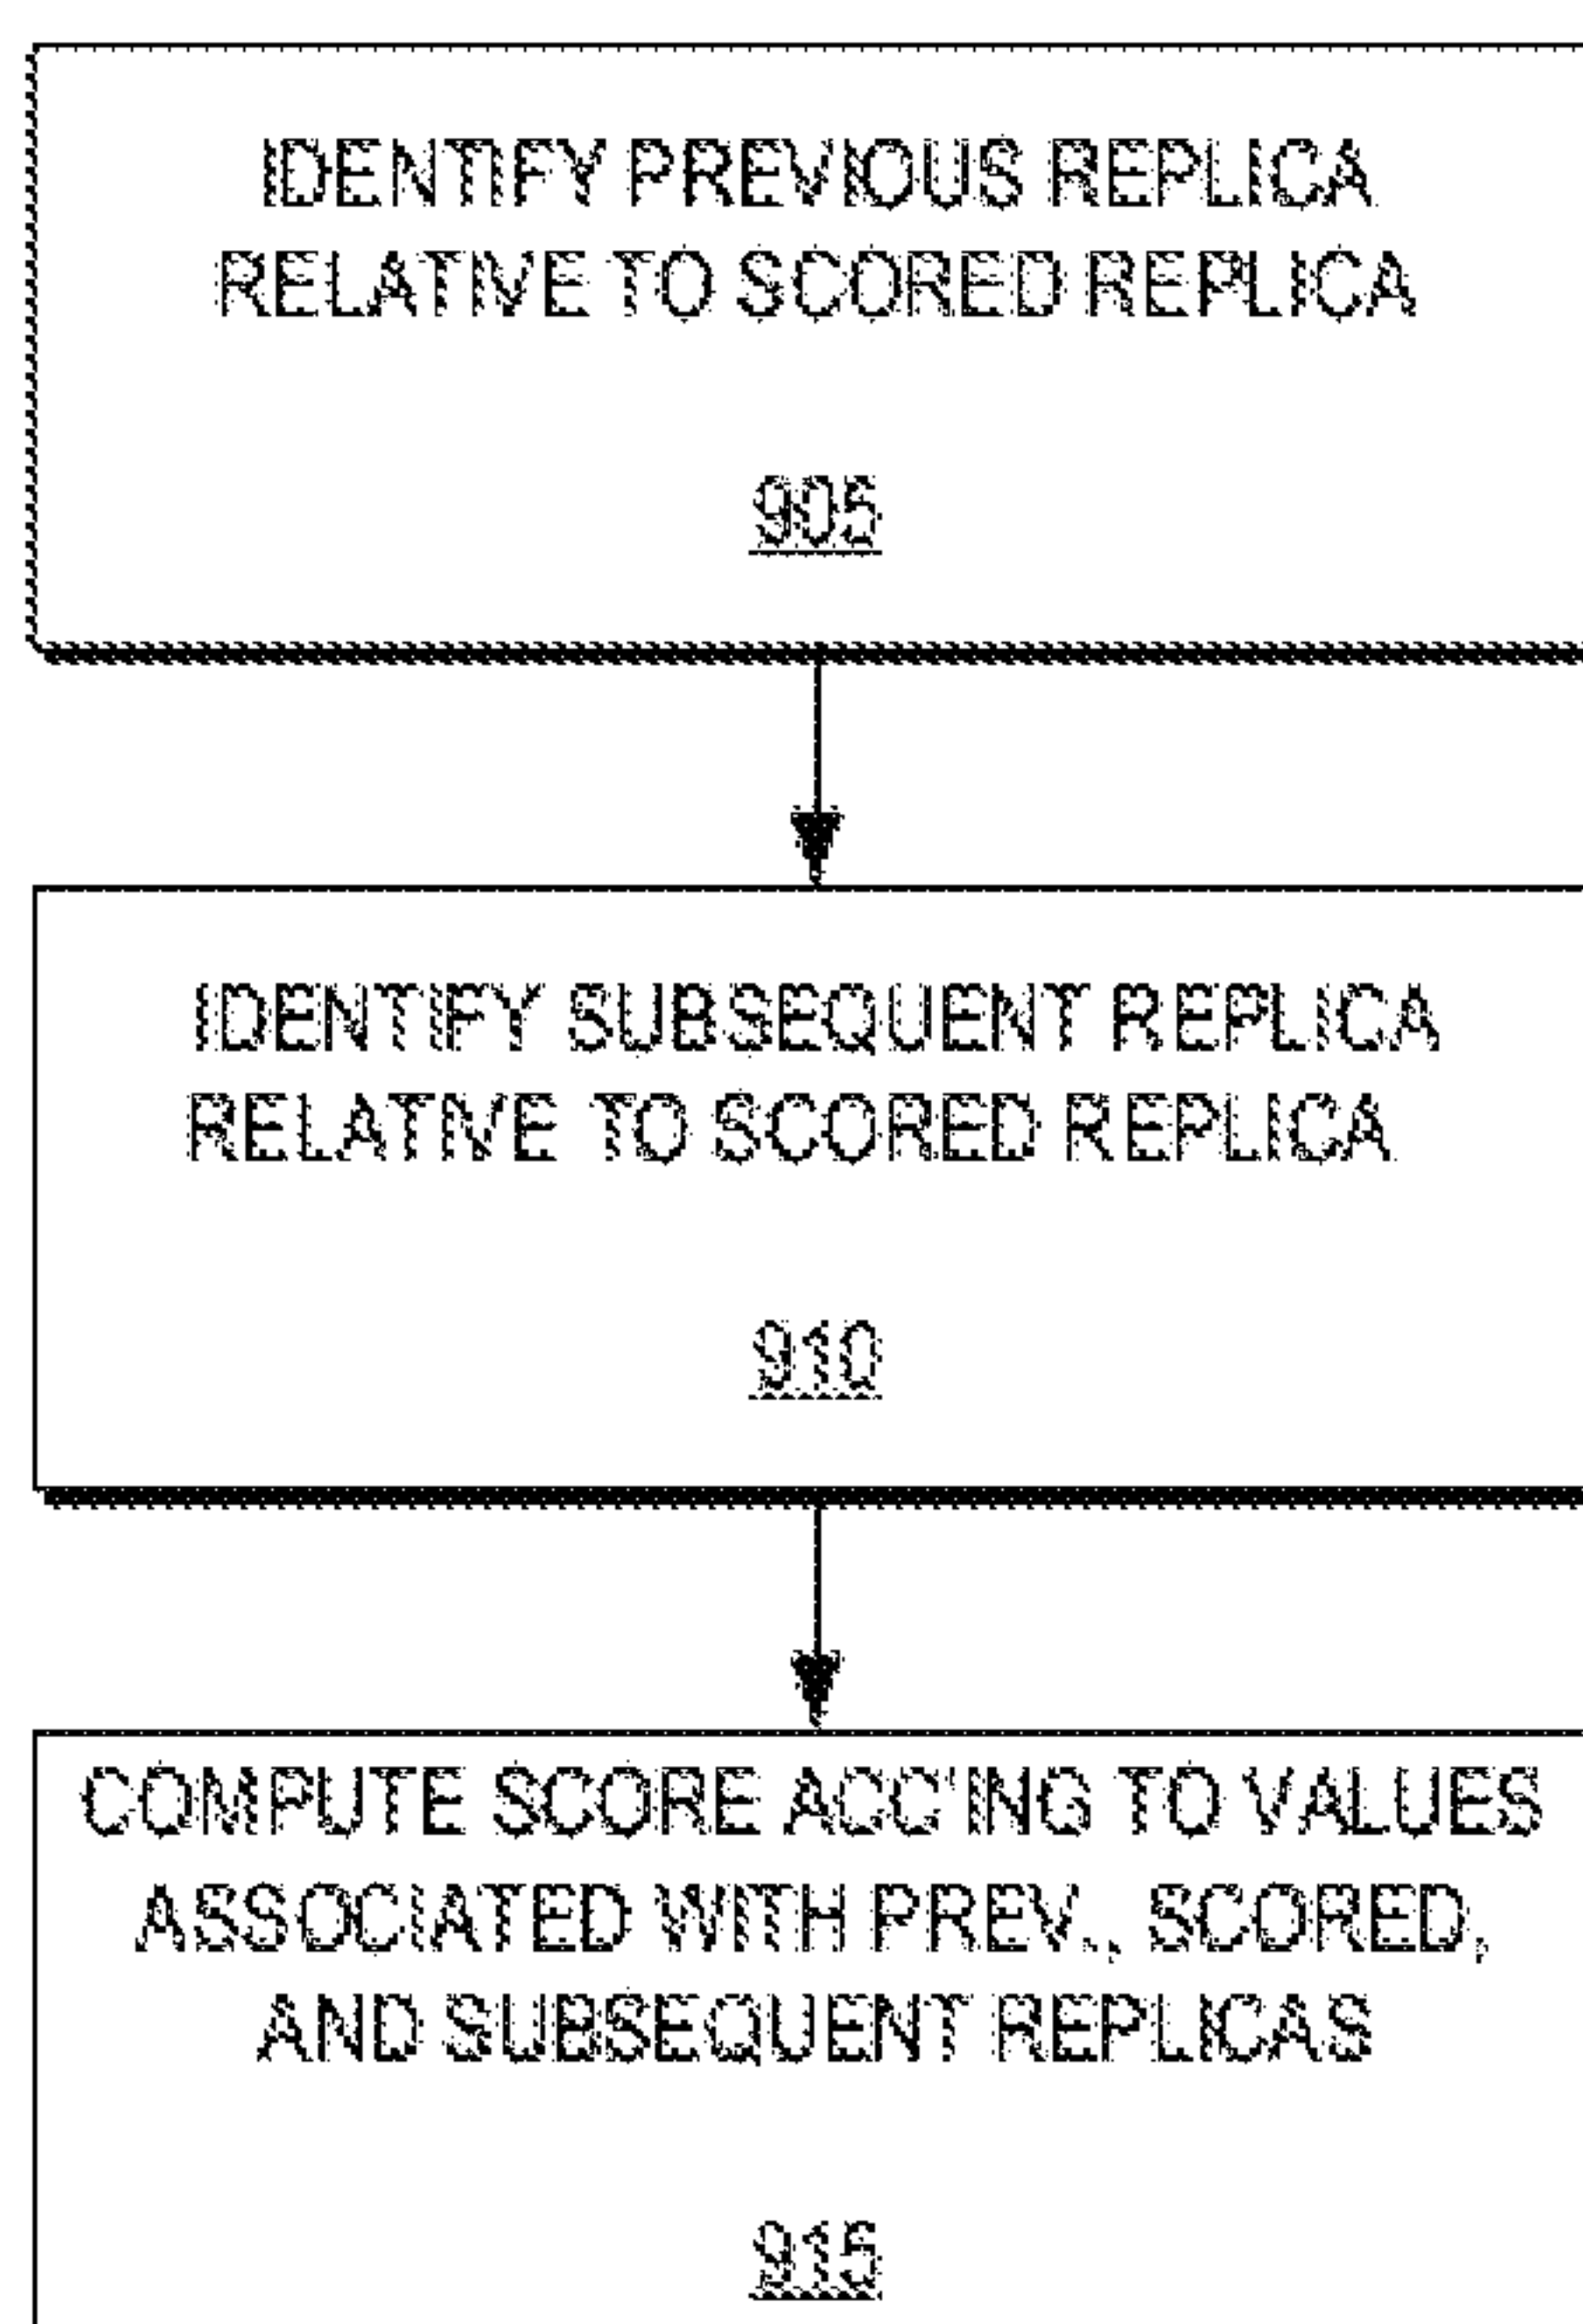 IDENTIFY PREVIOUS REPLICA
RELATIVE TO SCORED REPLICA
905
IDENTIFY SUBSEQUENT REPLICA
RELATIVE TO SCORED REPLICA
910
COMPUTE SCORE ACC'ING TO VALUES
ASSOCIATED WITH PREV., SCORED,
AND SUBSEQUENT REPLICAS
915